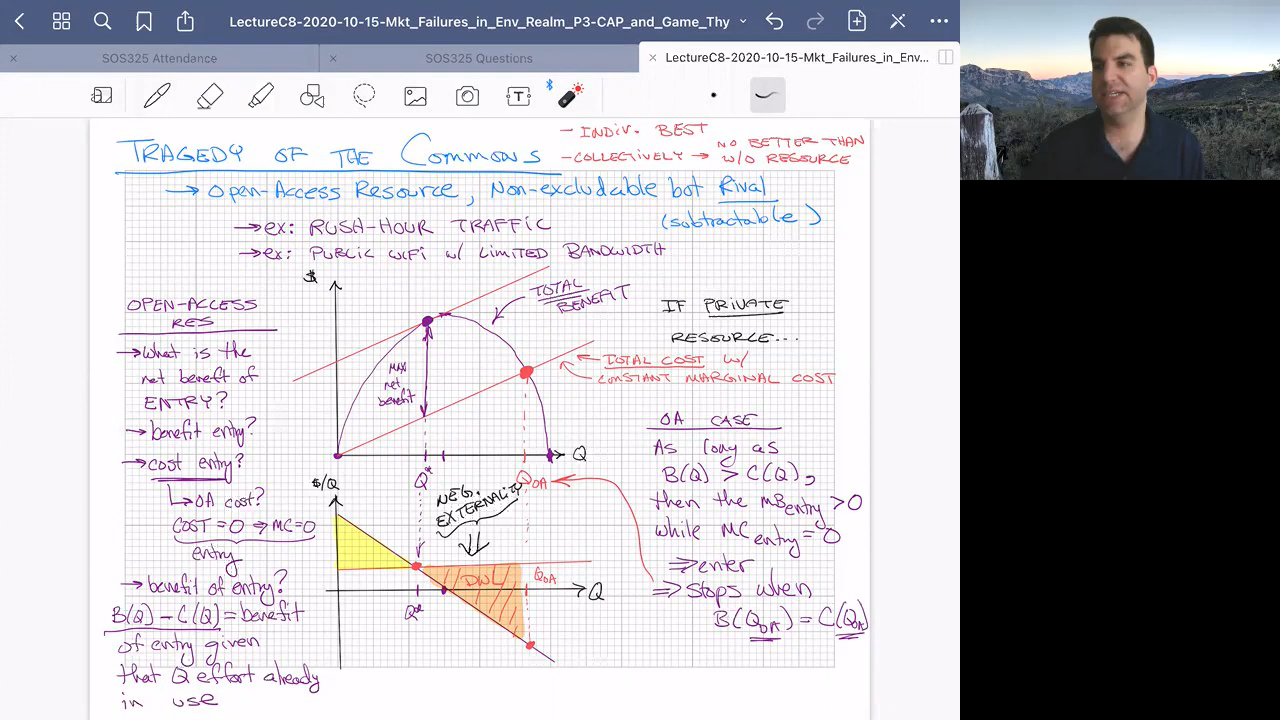 LectureC8-2020-10-15-Mkt_Failures_in_Env_Realm_P3-CAP_and_Game_Thy
SOS325 Attendance
SOS325 Questions
LectureC8-2020-10-15-Mkt_Failures_in_Env...
TRAGEDY OF THE COMMONS
- INDIV. BEST
- COLLECTIVELY → NO BETTER THAN
W/O RESOURCE
→ Open-Access Resource, Non-excludable but Rival
(subtractable)
→ ex: RUSH-HOUR TRAFFIC
→ ex: PUBLIC WIFI W/ LIMITED BANDWIDTH
$
TOTAL
BENEFIT
MAX
net
benefit
Q
Q*
Q_OA
TOTAL COST W/
CONSTANT MARGINAL COST
$/Q
NEG.
EXTERNALITY
DWL
Q_OA
Q
Q*
OPEN-ACCESS
RES
→ What is the
net benefit of
ENTRY?
→ benefit entry?
→ cost entry?
↳ OA cost?
COST = 0 ⇒ MC = 0
entry
→ benefit of entry?
B(Q) - C(Q) = benefit
of entry given
that Q effort already
in use
IF PRIVATE
RESOURCE...
OA CASE
As long as
B(Q) > C(Q),
then the MB_entry > 0
while MC_entry = 0
⇒ enter
⇒ stops when
B(Q_OA) = C(Q_OA)